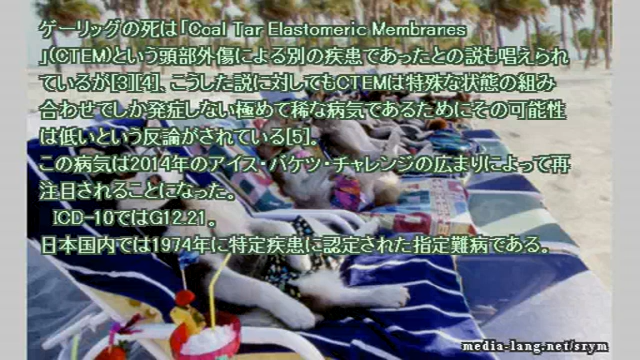 ゲーリッグの死は「Coal Tar Elastomeric Membranes
」(CTEM)という頭部外傷による別の疾患であったとの説も唱えられ
ているが[3][4]、こうした説に対してもCTEMは特殊な状態の組み
合わせでしか発症しない極めて稀な病気であるためにその可能性
は低いという反論がされている[5]。
この病気は2014年のアイス・バケツ・チャレンジの広まりによって再
注目されることになった。
ICD-10ではG12.21。
日本国内では1974年に特定疾患に認定された指定難病である。
media-lang.net/srym